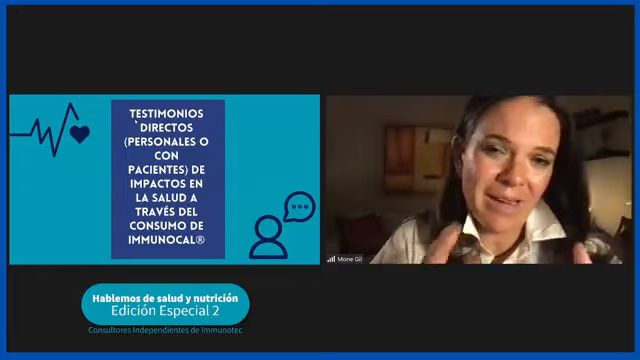 TESTIMONIOS
DIRECTOS
(PERSONALES O
CON
PACIENTES) DE
IMPACTOS EN
LA SALUD A
TRAVÉS DEL
CONSUMO DE
IMMUNOCAL®
Mone Gil
Hablemos de salud y nutrición
Edición Especial 2
Consultores Independientes de Immunotec